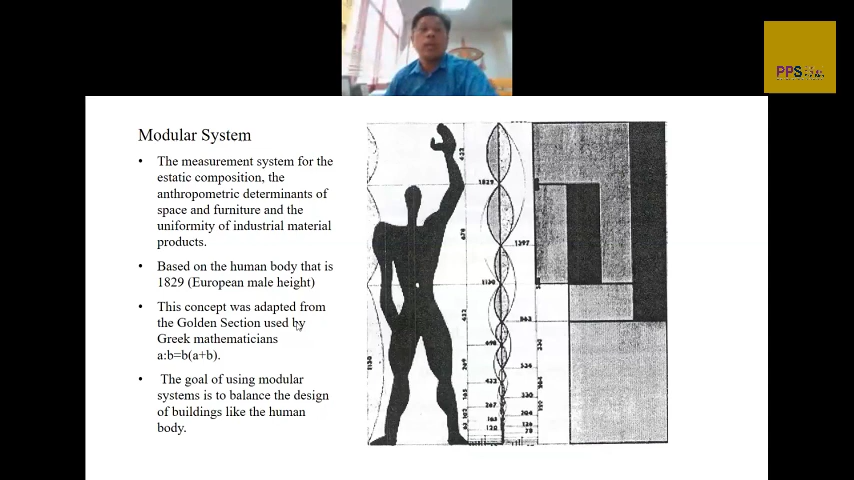 PPS
Modular System
• The measurement system for the
estatic composition, the
anthropometric determinants of
space and furniture and the
uniformity of industrial material
products.
• Based on the human body that is
1829 (European male height)
• This concept was adapted from
the Golden Section used by
Greek mathematicians
a:b=b(a+b).
• The goal of using modular
systems is to balance the design
of buildings like the human
body.
1829
1397
1130
863
698
534
432
330
267
204
165
126
120
78
1130